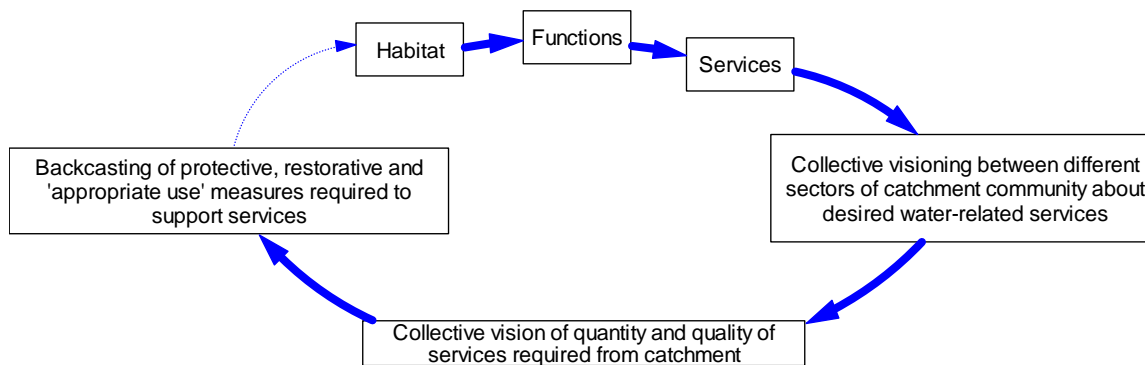 Habitat
Functions
Services
Collective visioning between different
sectors of catchment community about
desired water-related services
Collective vision of quantity and quality of
services required from catchment
Backcasting of protective, restorative and
'appropriate use' measures required to
support services